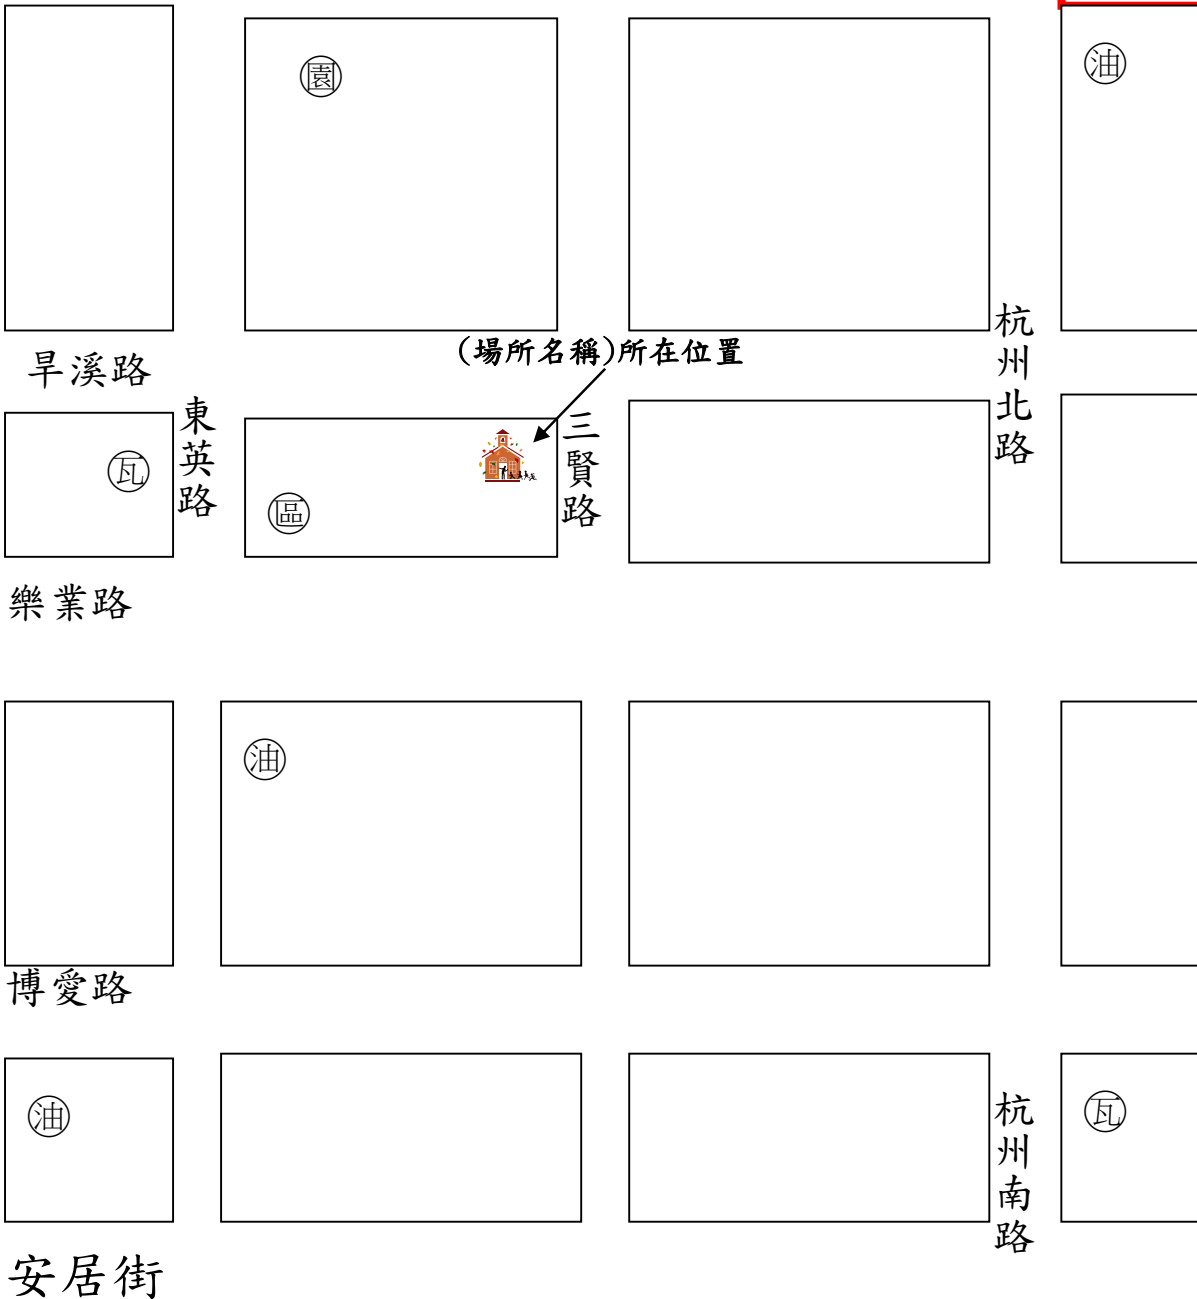 園
油
(場所名稱)所在位置
杭州北路
旱溪路
東英路
三賢路
瓦
區
樂業路
油
博愛路
油
杭州南路
瓦
安居街